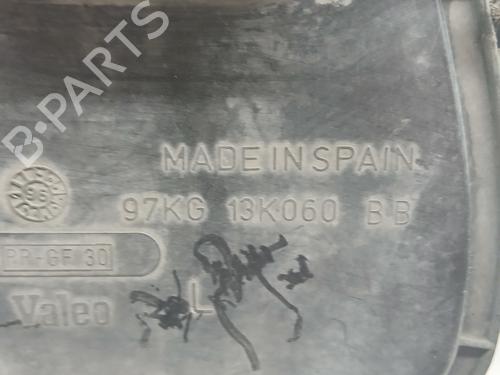 B-PARTS
MADE IN SPAIN
97KG 13K060 BB
PP-GF 30
Valeo L